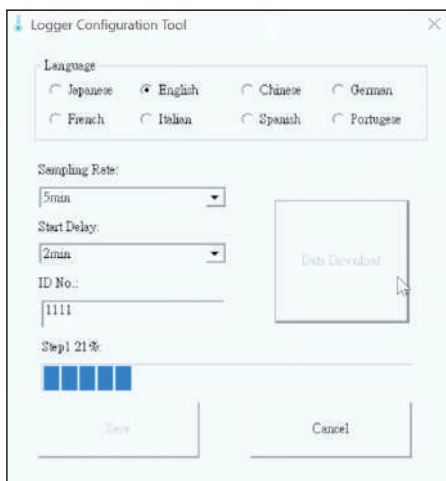 Logger Configuration Tool
Language
Japanese English Chinese German
French Italian Spanish Portugese
Sampling Rate:
5min
Start Delay:
2min
Data Download
ID No.:
1111
Step1 21%:
Save Cancel